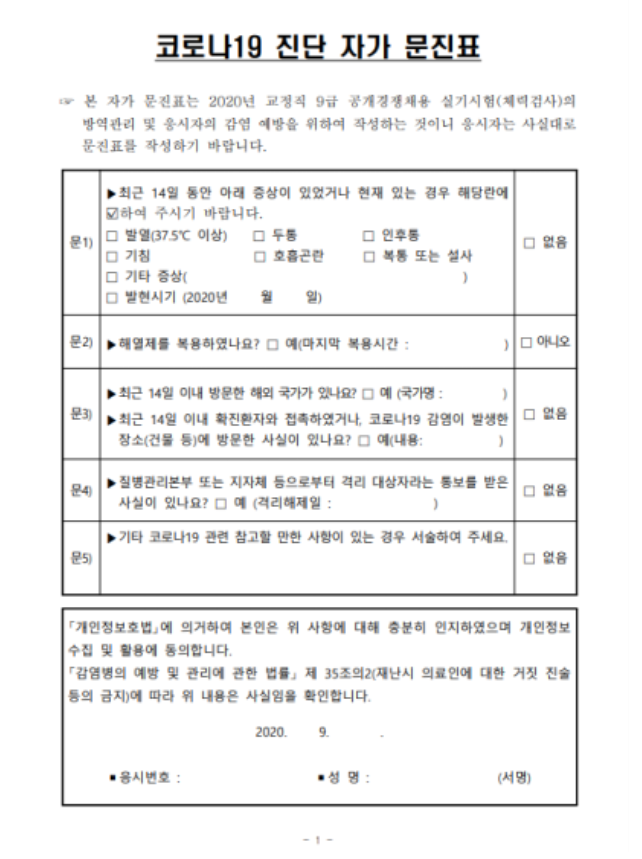 코로나19 진단 자가 문진표
☞ 본 자가 문진표는 2020년 교정직 9급 공개경쟁채용 실기시험(체력검사)의
방역관리 및 응시자의 감염 예방을 위하여 작성하는 것이니 응시자는 사실대로
문진표를 작성하기 바랍니다.
문1)
▶최근 14일 동안 아래 증상이 있었거나 현재 있는 경우 해당란에
☑하여 주시기 바랍니다.
□ 발열(37.5℃ 이상) □ 두통 □ 인후통
□ 기침 □ 호흡곤란 □ 복통 또는 설사
□ 기타 증상( )
□ 발현시기 (2020년 월 일)
□ 없음
문2) ▶해열제를 복용하였나요? □ 예(마지막 복용시간 : ) □ 아니오
문3)
▶최근 14일 이내 방문한 해외 국가가 있나요? □ 예 (국가명 : )
▶최근 14일 이내 확진환자와 접촉하였거나, 코로나19 감염이 발생한
장소(건물 등)에 방문한 사실이 있나요? □ 예(내용: )
□ 없음
문4)
▶질병관리본부 또는 지자체 등으로부터 격리 대상자라는 통보를 받은
사실이 있나요? □ 예 (격리해제일 : )
□ 없음
문5)
▶기타 코로나19 관련 참고할 만한 사항이 있는 경우 서술하여 주세요.
□ 없음
「개인정보호법」에 의거하여 본인은 위 사항에 대해 충분히 인지하였으며 개인정보
수집 및 활용에 동의합니다.
「감염병의 예방 및 관리에 관한 법률」 제 35조의2(재난시 의료인에 대한 거짓 진술
등의 금지)에 따라 위 내용은 사실임을 확인합니다.
2020. 9. .
▪응시번호 : ▪성 명 : (서명)
- 1 -